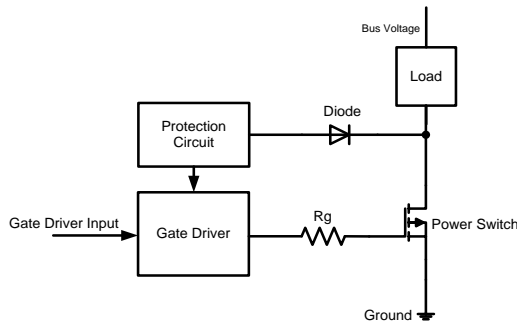 Bus Voltage
Load
Diode
Protection
Circuit
Gate Driver Input
Gate Driver
Rg
Power Switch
Ground